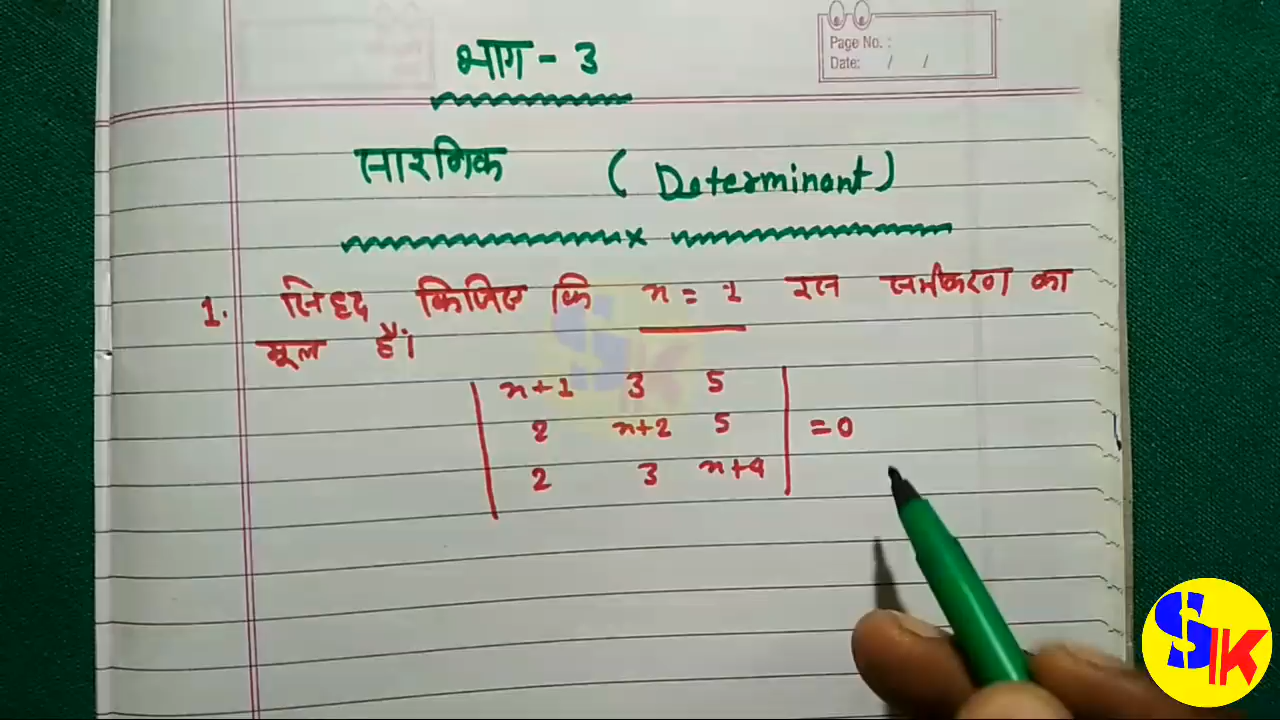 Page No. :
Date: / /
भाग - 3
सारणिक ( Determinant )
1. सिद्ध किजिए कि x = 1 इस समीकरण का
मूल है।
x+1 3 5
2 x+2 5 =0
2 3 x+4
SK